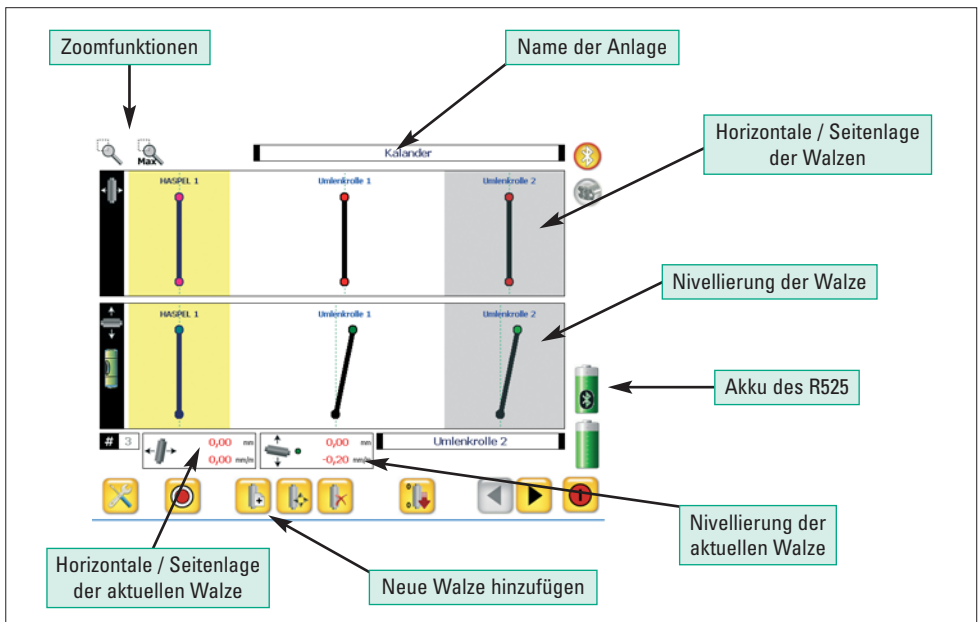 Zoomfunktionen
Name der Anlage
Horizontale / Seitenlage
der Walzen
Max
Kalander
HASPEL 1
Umlenkrolle 1
Umlenkrolle 2
Nivellierung der Walze
HASPEL 1
Umlenkrolle 1
Umlenkrolle 2
Akku des R525
# 3
0,00 mm
0,00 mm/m
0,00 mm
-0,20 mm/m
Umlenkrolle 2
Nivellierung der
aktuellen Walze
Horizontale / Seitenlage
der aktuellen Walze
Neue Walze hinzufügen